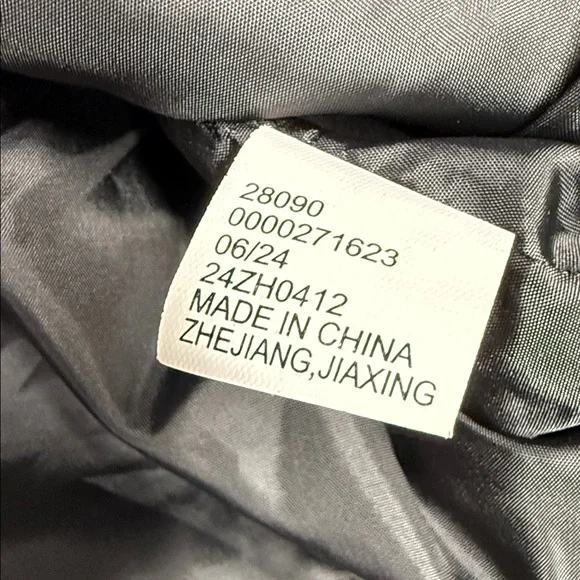 28090
0000271623
06/24
24ZH0412
MADE IN CHINA
ZHEJIANG,JIAXING